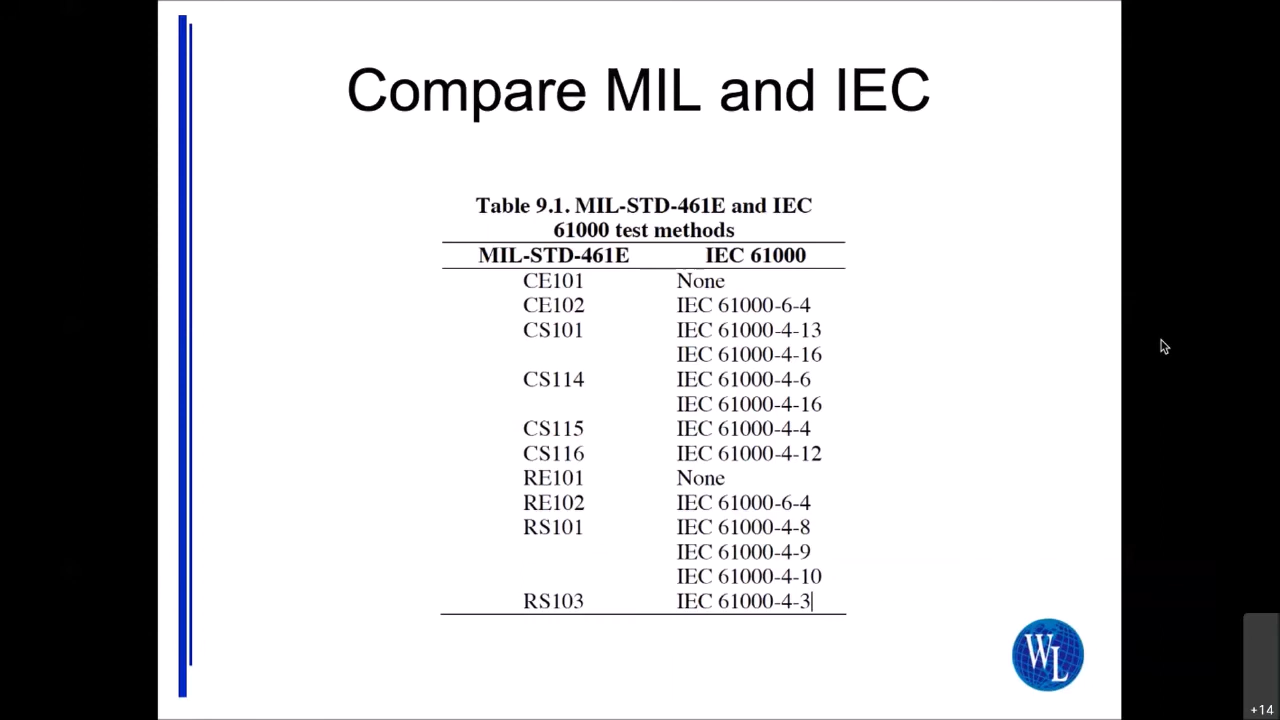 Compare MIL and IEC
Table 9.1. MIL-STD-461E and IEC
61000 test methods
MIL-STD-461E IEC 61000
CE101 None
CE102 IEC 61000-6-4
CS101 IEC 61000-4-13
IEC 61000-4-16
CS114 IEC 61000-4-6
IEC 61000-4-16
CS115 IEC 61000-4-4
CS116 IEC 61000-4-12
RE101 None
RE102 IEC 61000-6-4
RS101 IEC 61000-4-8
IEC 61000-4-9
IEC 61000-4-10
RS103 IEC 61000-4-3
WL
+14